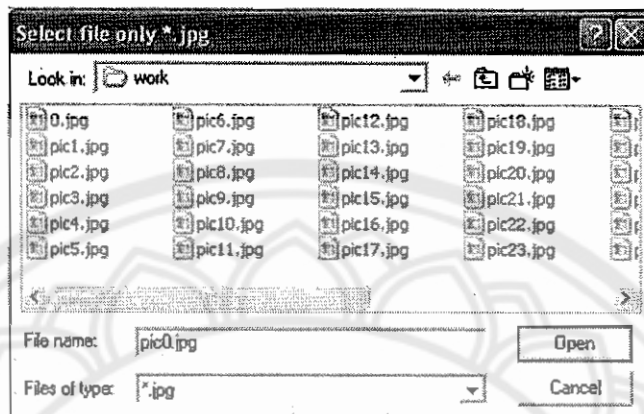 Select file only *.jpg
Look in: work
0.jpg pic6.jpg pic12.jpg pic18.jpg
pic1.jpg pic7.jpg pic13.jpg pic19.jpg
pic2.jpg pic8.jpg pic14.jpg pic20.jpg
pic3.jpg pic9.jpg pic15.jpg pic21.jpg
pic4.jpg pic10.jpg pic16.jpg pic22.jpg
pic5.jpg pic11.jpg pic17.jpg pic23.jpg
File name: pic0.jpg Open
Files of type: *.jpg Cancel